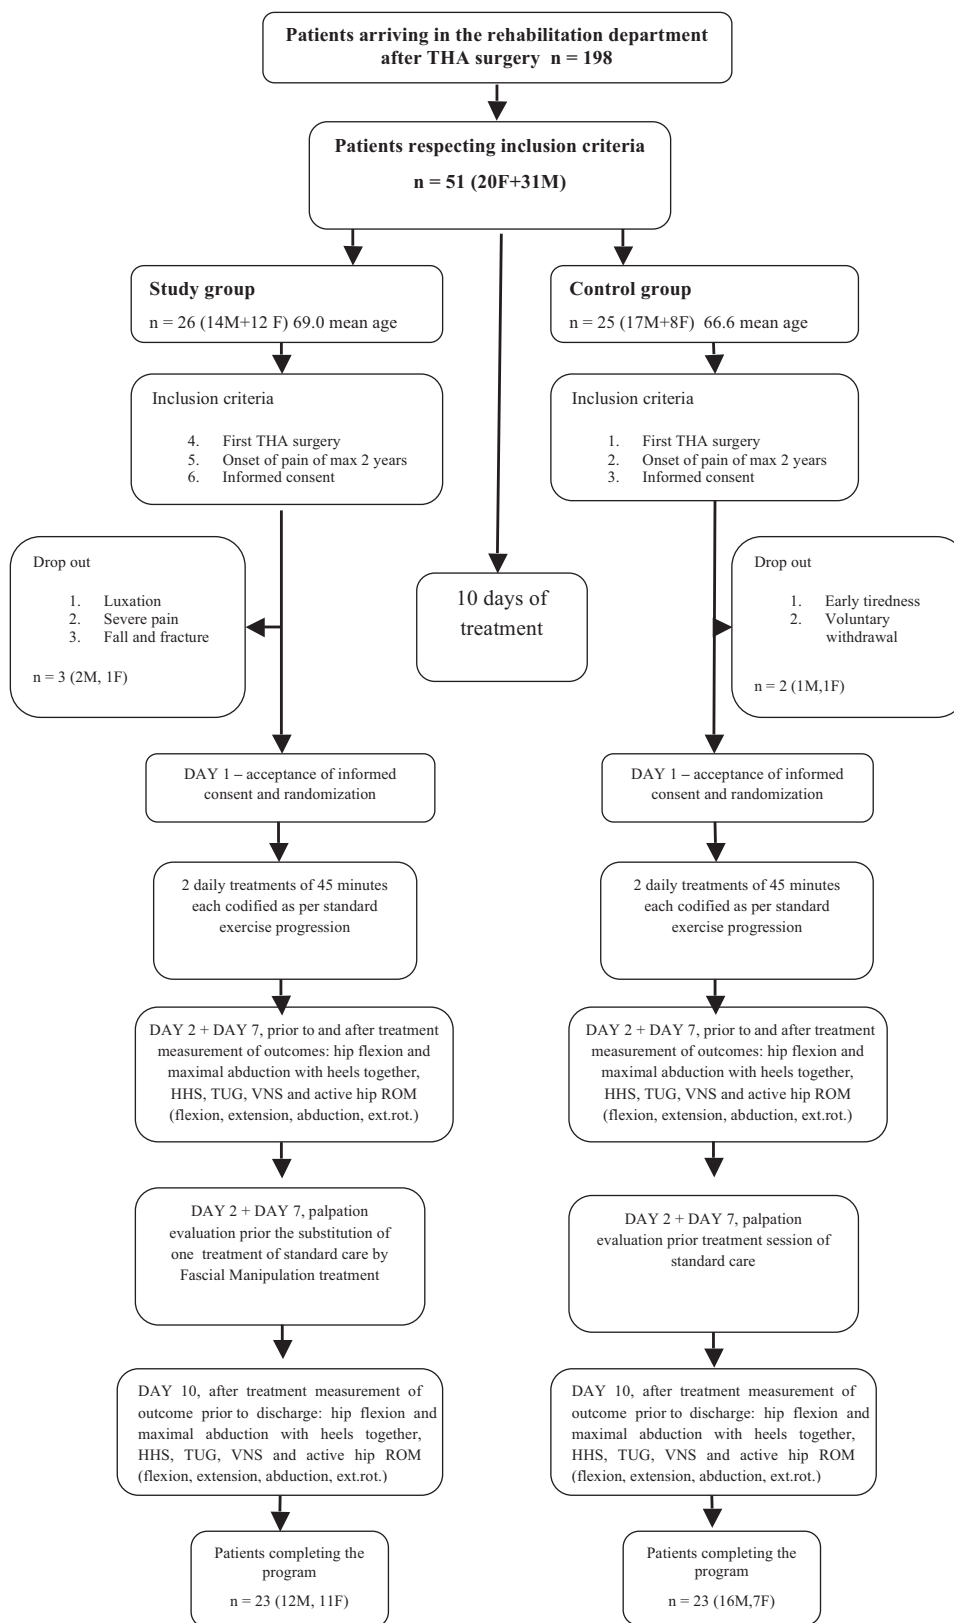 Patients arriving in the rehabilitation department
after THA surgery n = 198
Patients respecting inclusion criteria
n = 51 (20F+31M)
Study group
n = 26 (14M+12 F) 69.0 mean age
Control group
n = 25 (17M+8F) 66.6 mean age
Inclusion criteria
4. First THA surgery
5. Onset of pain of max 2 years
6. Informed consent
Inclusion criteria
1. First THA surgery
2. Onset of pain of max 2 years
3. Informed consent
Drop out
1. Luxation
2. Severe pain
3. Fall and fracture
n = 3 (2M, 1F)
10 days of
treatment
Drop out
1. Early tiredness
2. Voluntary
withdrawal
n = 2 (1M,1F)
DAY 1 – acceptance of informed
consent and randomization
DAY 1 – acceptance of informed
consent and randomization
2 daily treatments of 45 minutes
each codified as per standard
exercise progression
2 daily treatments of 45 minutes
each codified as per standard
exercise progression
DAY 2 + DAY 7, prior to and after treatment
measurement of outcomes: hip flexion and
maximal abduction with heels together,
HHS, TUG, VNS and active hip ROM
(flexion, extension, abduction, ext.rot.)
DAY 2 + DAY 7, prior to and after treatment
measurement of outcomes: hip flexion and
maximal abduction with heels together,
HHS, TUG, VNS and active hip ROM
(flexion, extension, abduction, ext.rot.)
DAY 2 + DAY 7, palpation
evaluation prior the substitution of
one treatment of standard care by
Fascial Manipulation treatment
DAY 2 + DAY 7, palpation
evaluation prior treatment session of
standard care
DAY 10, after treatment measurement of
outcome prior to discharge: hip flexion and
maximal abduction with heels together,
HHS, TUG, VNS and active hip ROM
(flexion, extension, abduction, ext.rot.)
DAY 10, after treatment measurement of
outcome prior to discharge: hip flexion and
maximal abduction with heels together,
HHS, TUG, VNS and active hip ROM
(flexion, extension, abduction, ext.rot.)
Patients completing the
program
n = 23 (12M, 11F)
Patients completing the
program
n = 23 (16M,7F)